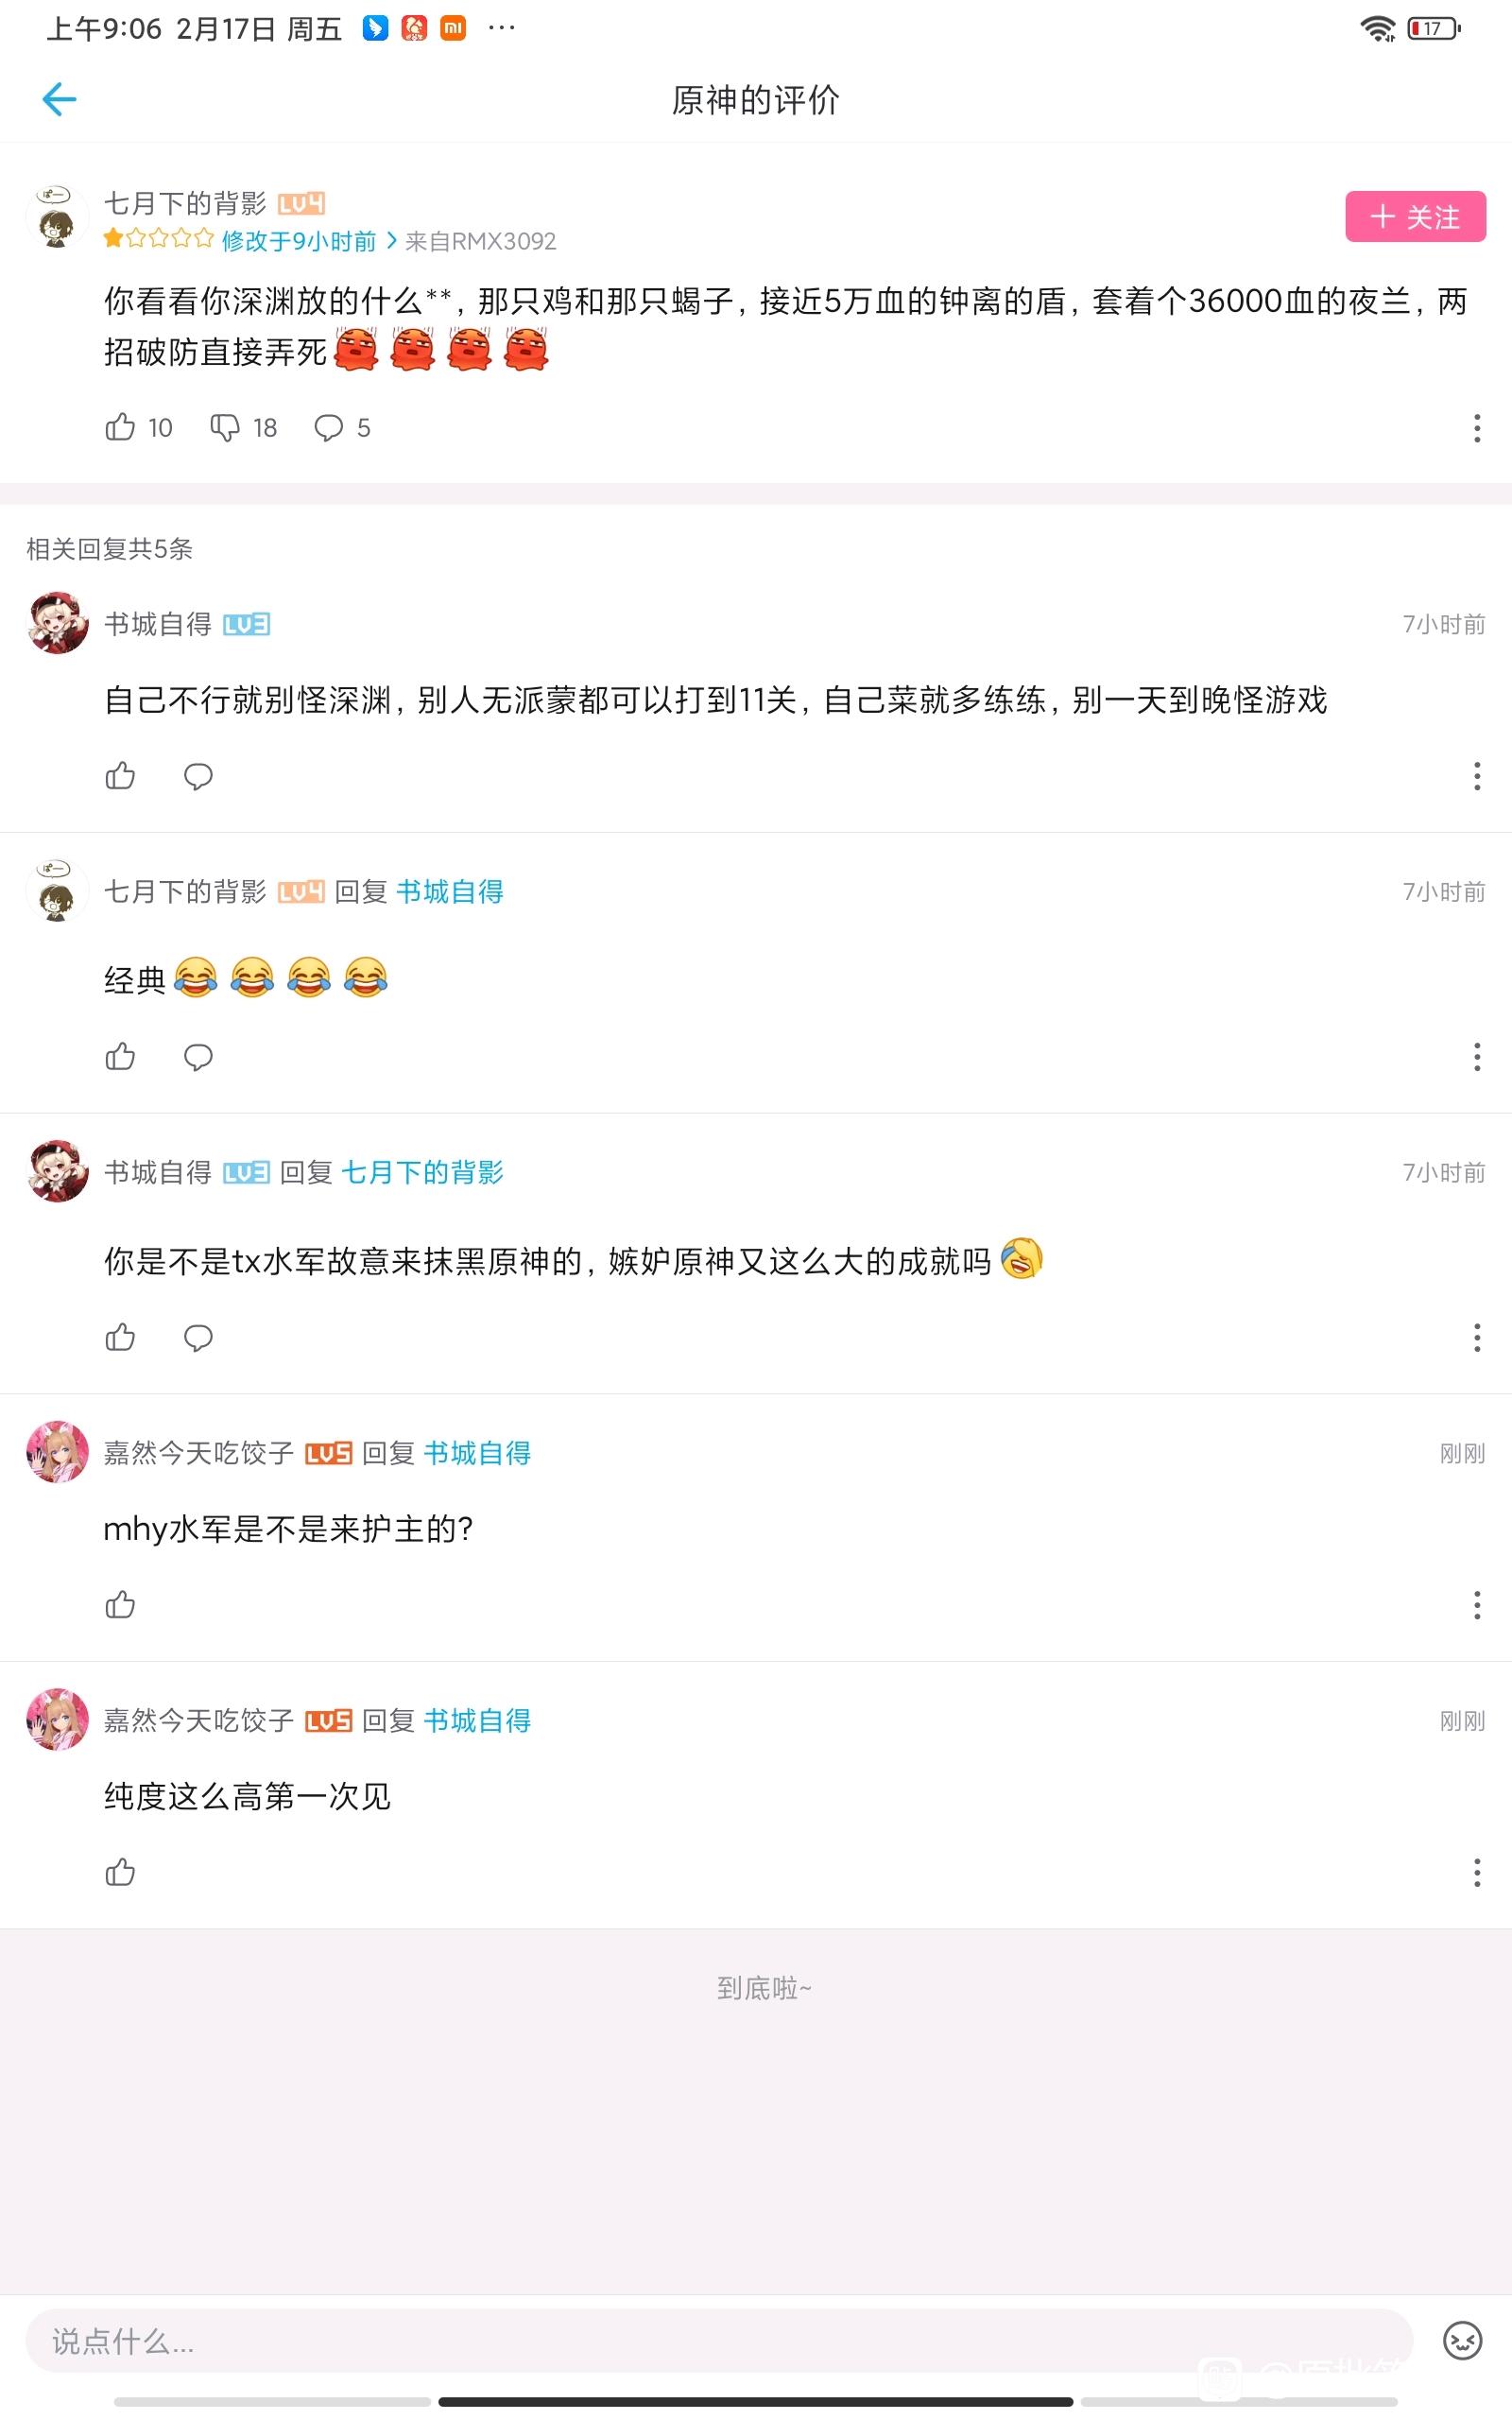 上午9:06 2月17日 周五
17
原神的评价
七月下的背影 LV4
修改于9小时前 来自RMX3092
+ 关注
你看看你深渊放的什么**，那只鸡和那只蝎子，接近5万血的钟离的盾，套着个36000血的夜兰，两
招破防直接弄死
10 18 5
相关回复共5条
书城自得 LV3
7小时前
自己不行就别怪深渊，别人无派蒙都可以打到11关，自己菜就多练练，别一天到晚怪游戏
七月下的背影 LV4 回复 书城自得
7小时前
经典
书城自得 LV3 回复 七月下的背影
7小时前
你是不是tx水军故意来抹黑原神的，嫉妒原神又这么大的成就吗
嘉然今天吃饺子 LV5 回复 书城自得
刚刚
mhy水军是不是来护主的?
嘉然今天吃饺子 LV5 回复 书城自得
刚刚
纯度这么高第一次见
到底啦~
说点什么...